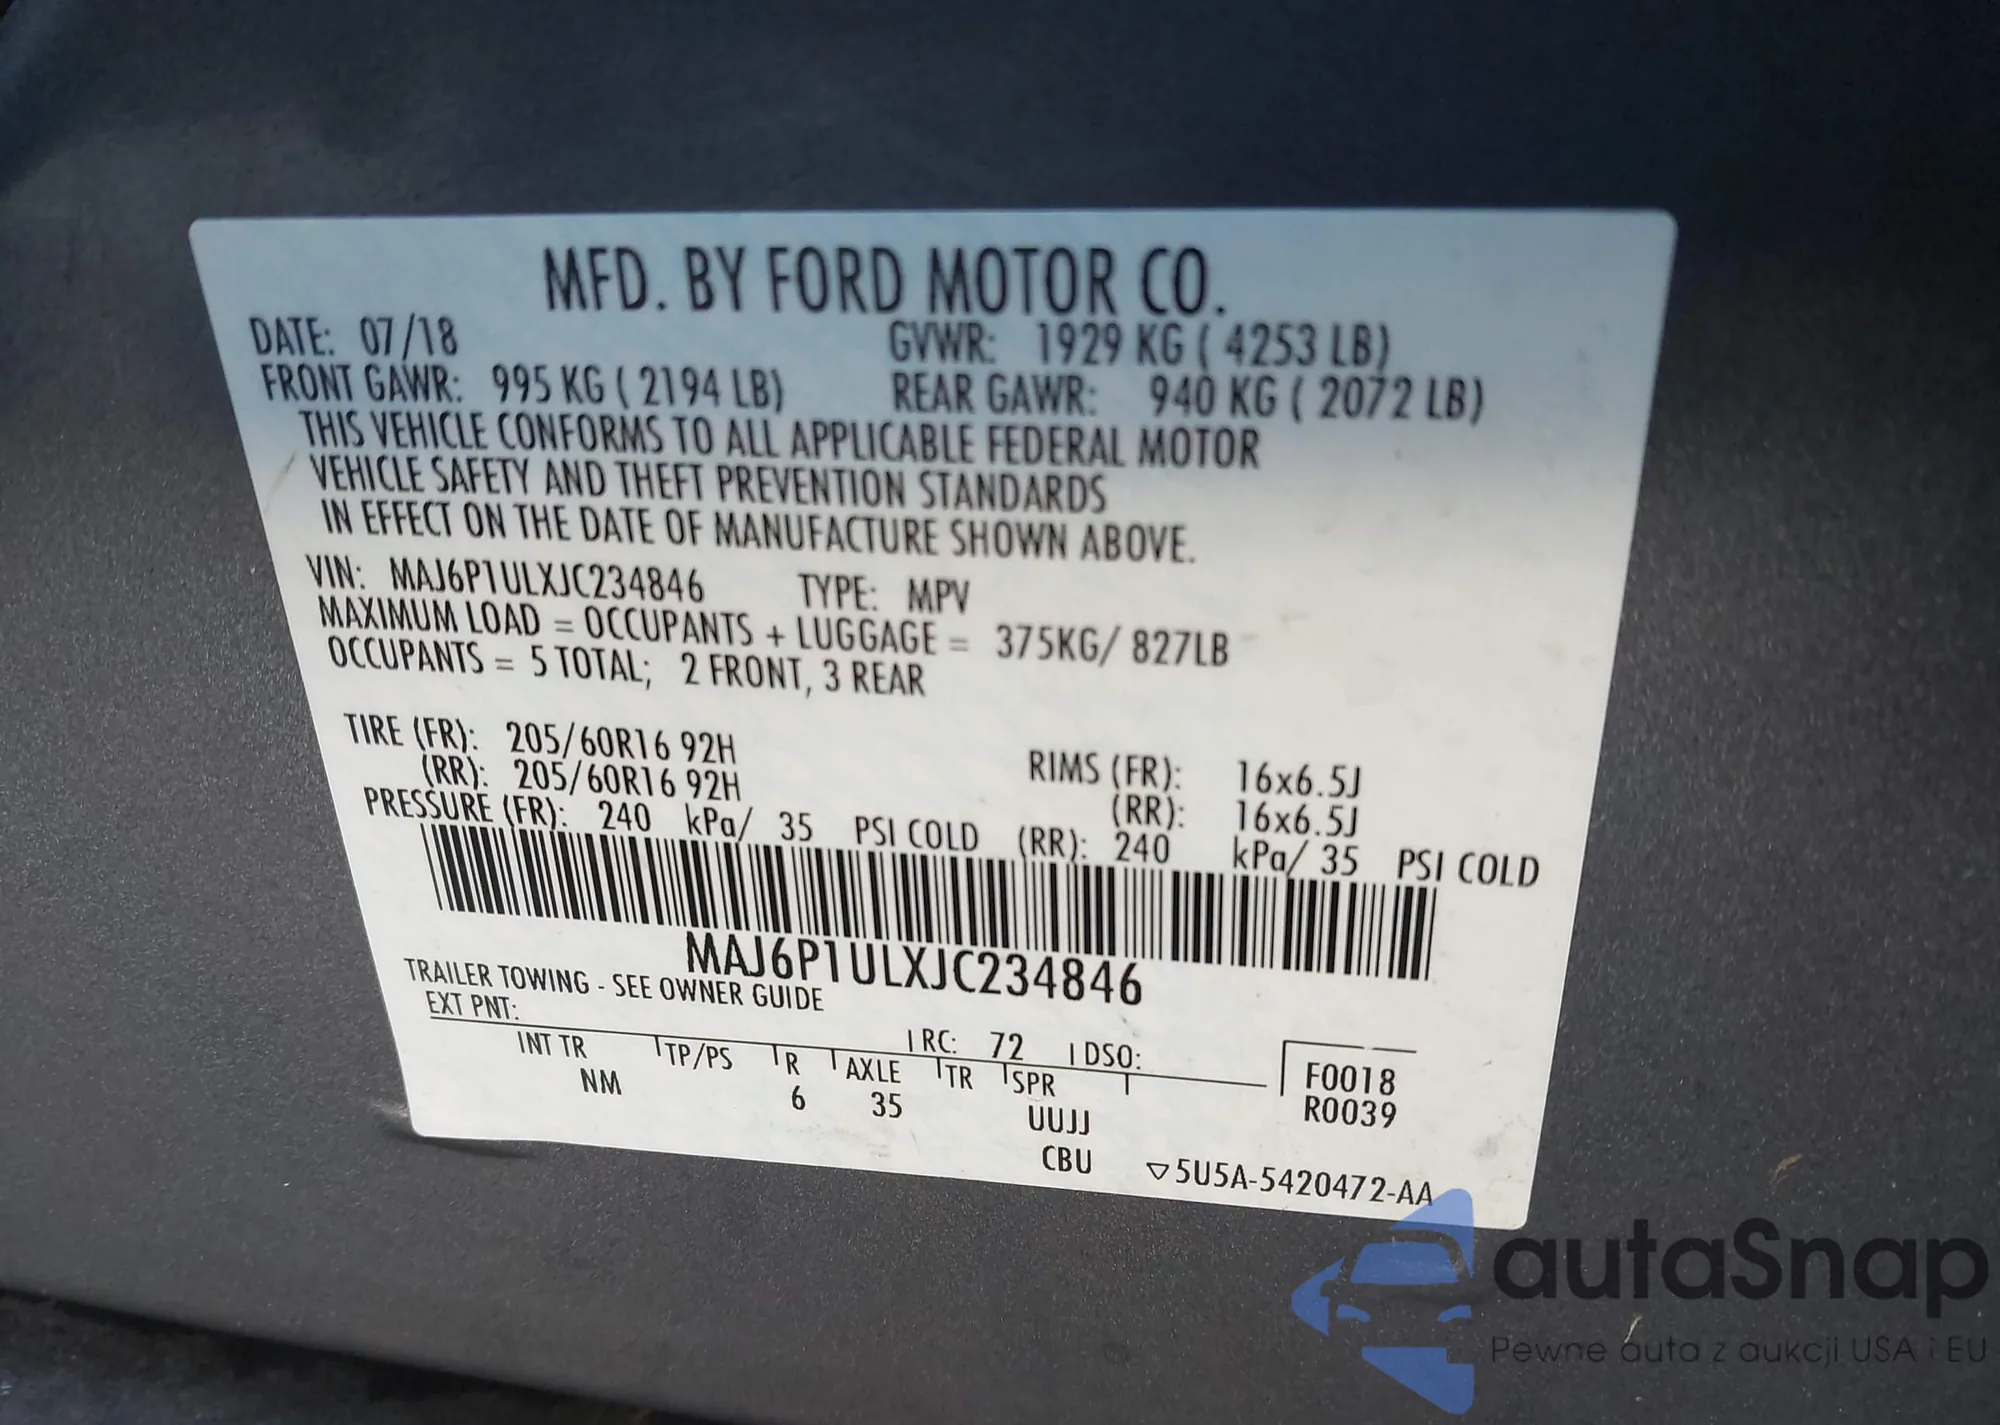 MFD. BY FORD MOTOR CO.
DATE: 07/18 GVWR: 1929 KG ( 4253 LB)
FRONT GAWR: 995 KG ( 2194 LB) REAR GAWR: 940 KG ( 2072 LB)
THIS VEHICLE CONFORMS TO ALL APPLICABLE FEDERAL MOTOR
VEHICLE SAFETY AND THEFT PREVENTION STANDARDS
IN EFFECT ON THE DATE OF MANUFACTURE SHOWN ABOVE.
VIN: MAJ6P1ULXJC234846 TYPE: MPV
MAXIMUM LOAD = OCCUPANTS + LUGGAGE = 375KG/ 827LB
OCCUPANTS = 5 TOTAL; 2 FRONT, 3 REAR
TIRE (FR): 205/60R16 92H RIMS (FR): 16x6.5J
(RR): 205/60R16 92H (RR): 16x6.5J
PRESSURE (FR): 240 kPa/ 35 PSI COLD (RR): 240 kPa/ 35 PSI COLD
MAJ6P1ULXJC234846
TRAILER TOWING - SEE OWNER GUIDE
EXT PNT: RC: 72 DSO:
INT TR TP/PS R AXLE TR SPR F0018
NM 6 35 UUJJ R0039
CBU ▽5U5A-5420472-AA
autaSnap
Pewne auta z aukcji USA i EU